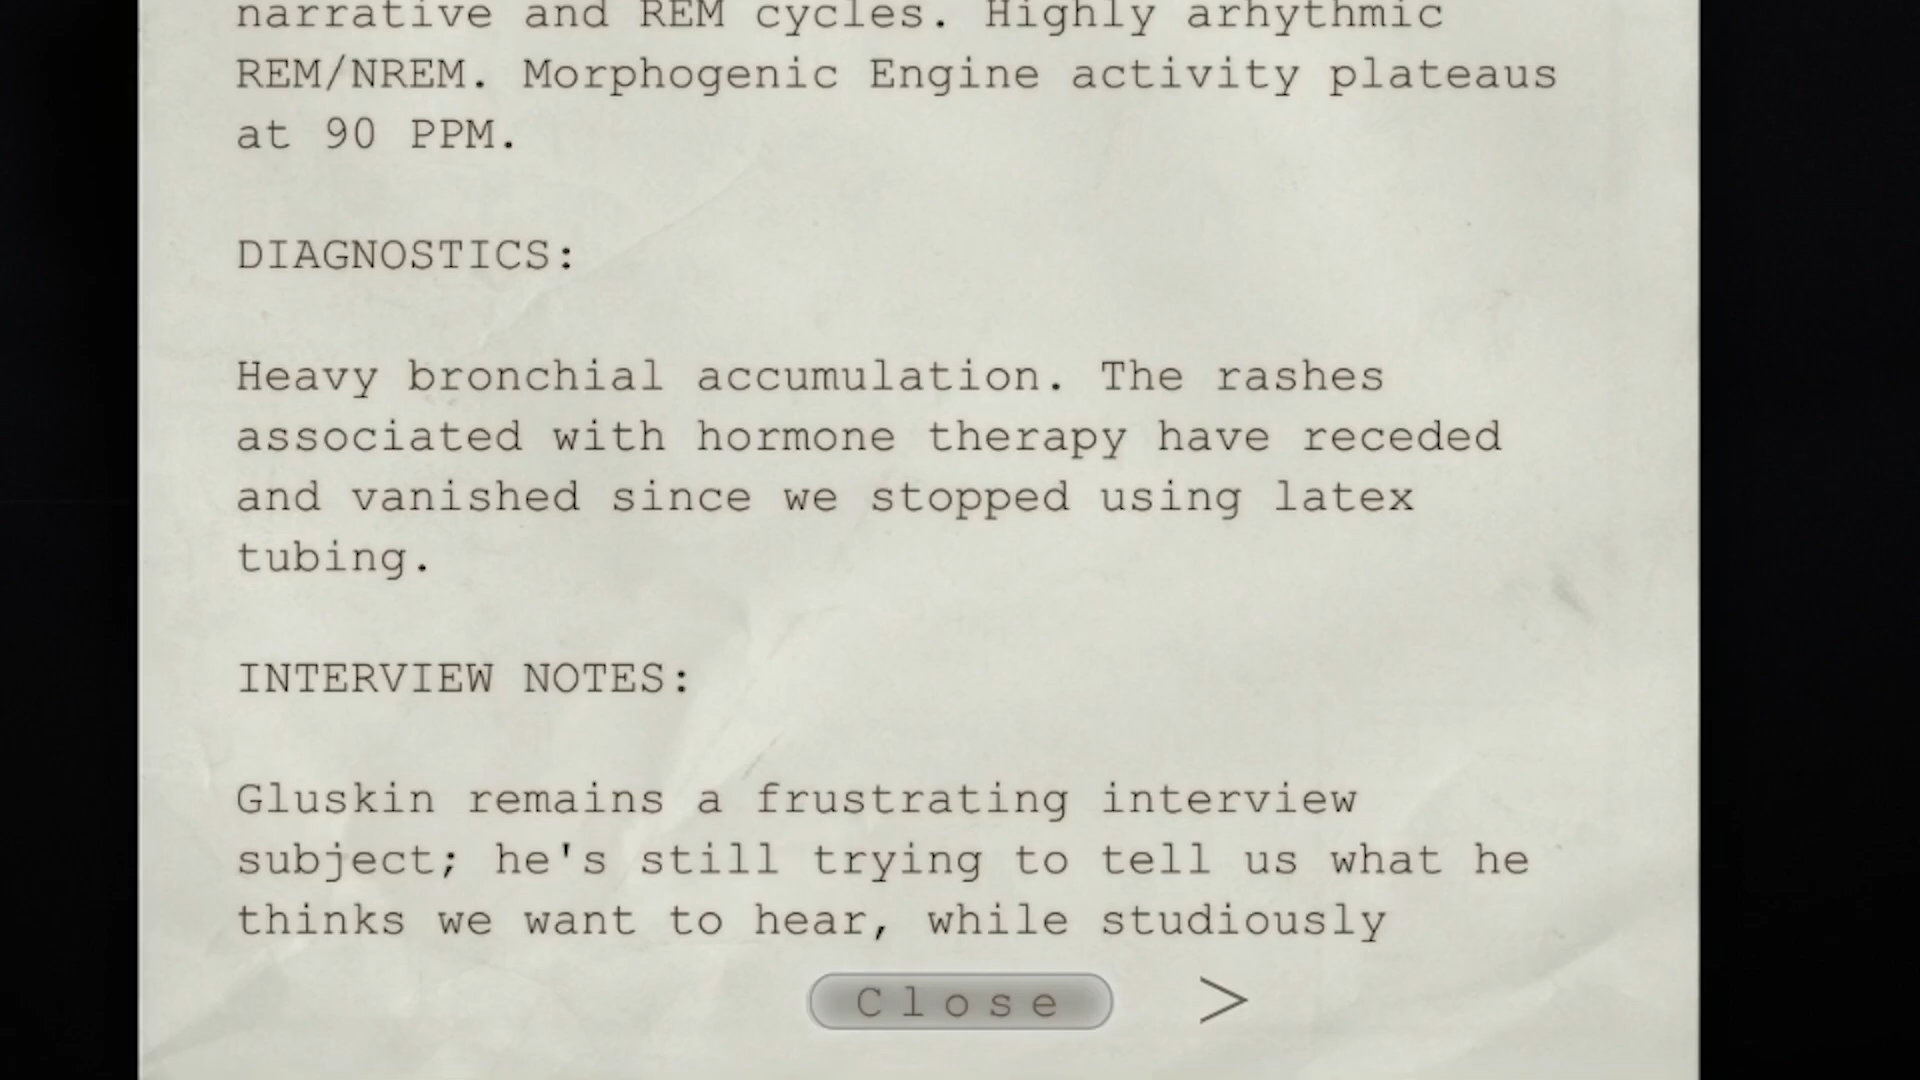 narrative and REM cycles. Highly arhythmic
REM/NREM. Morphogenic Engine activity plateaus
at 90 PPM.
DIAGNOSTICS:
Heavy bronchial accumulation. The rashes
associated with hormone therapy have receded
and vanished since we stopped using latex
tubing.
INTERVIEW NOTES:
Gluskin remains a frustrating interview
subject; he's still trying to tell us what he
thinks we want to hear, while studiously
Close >